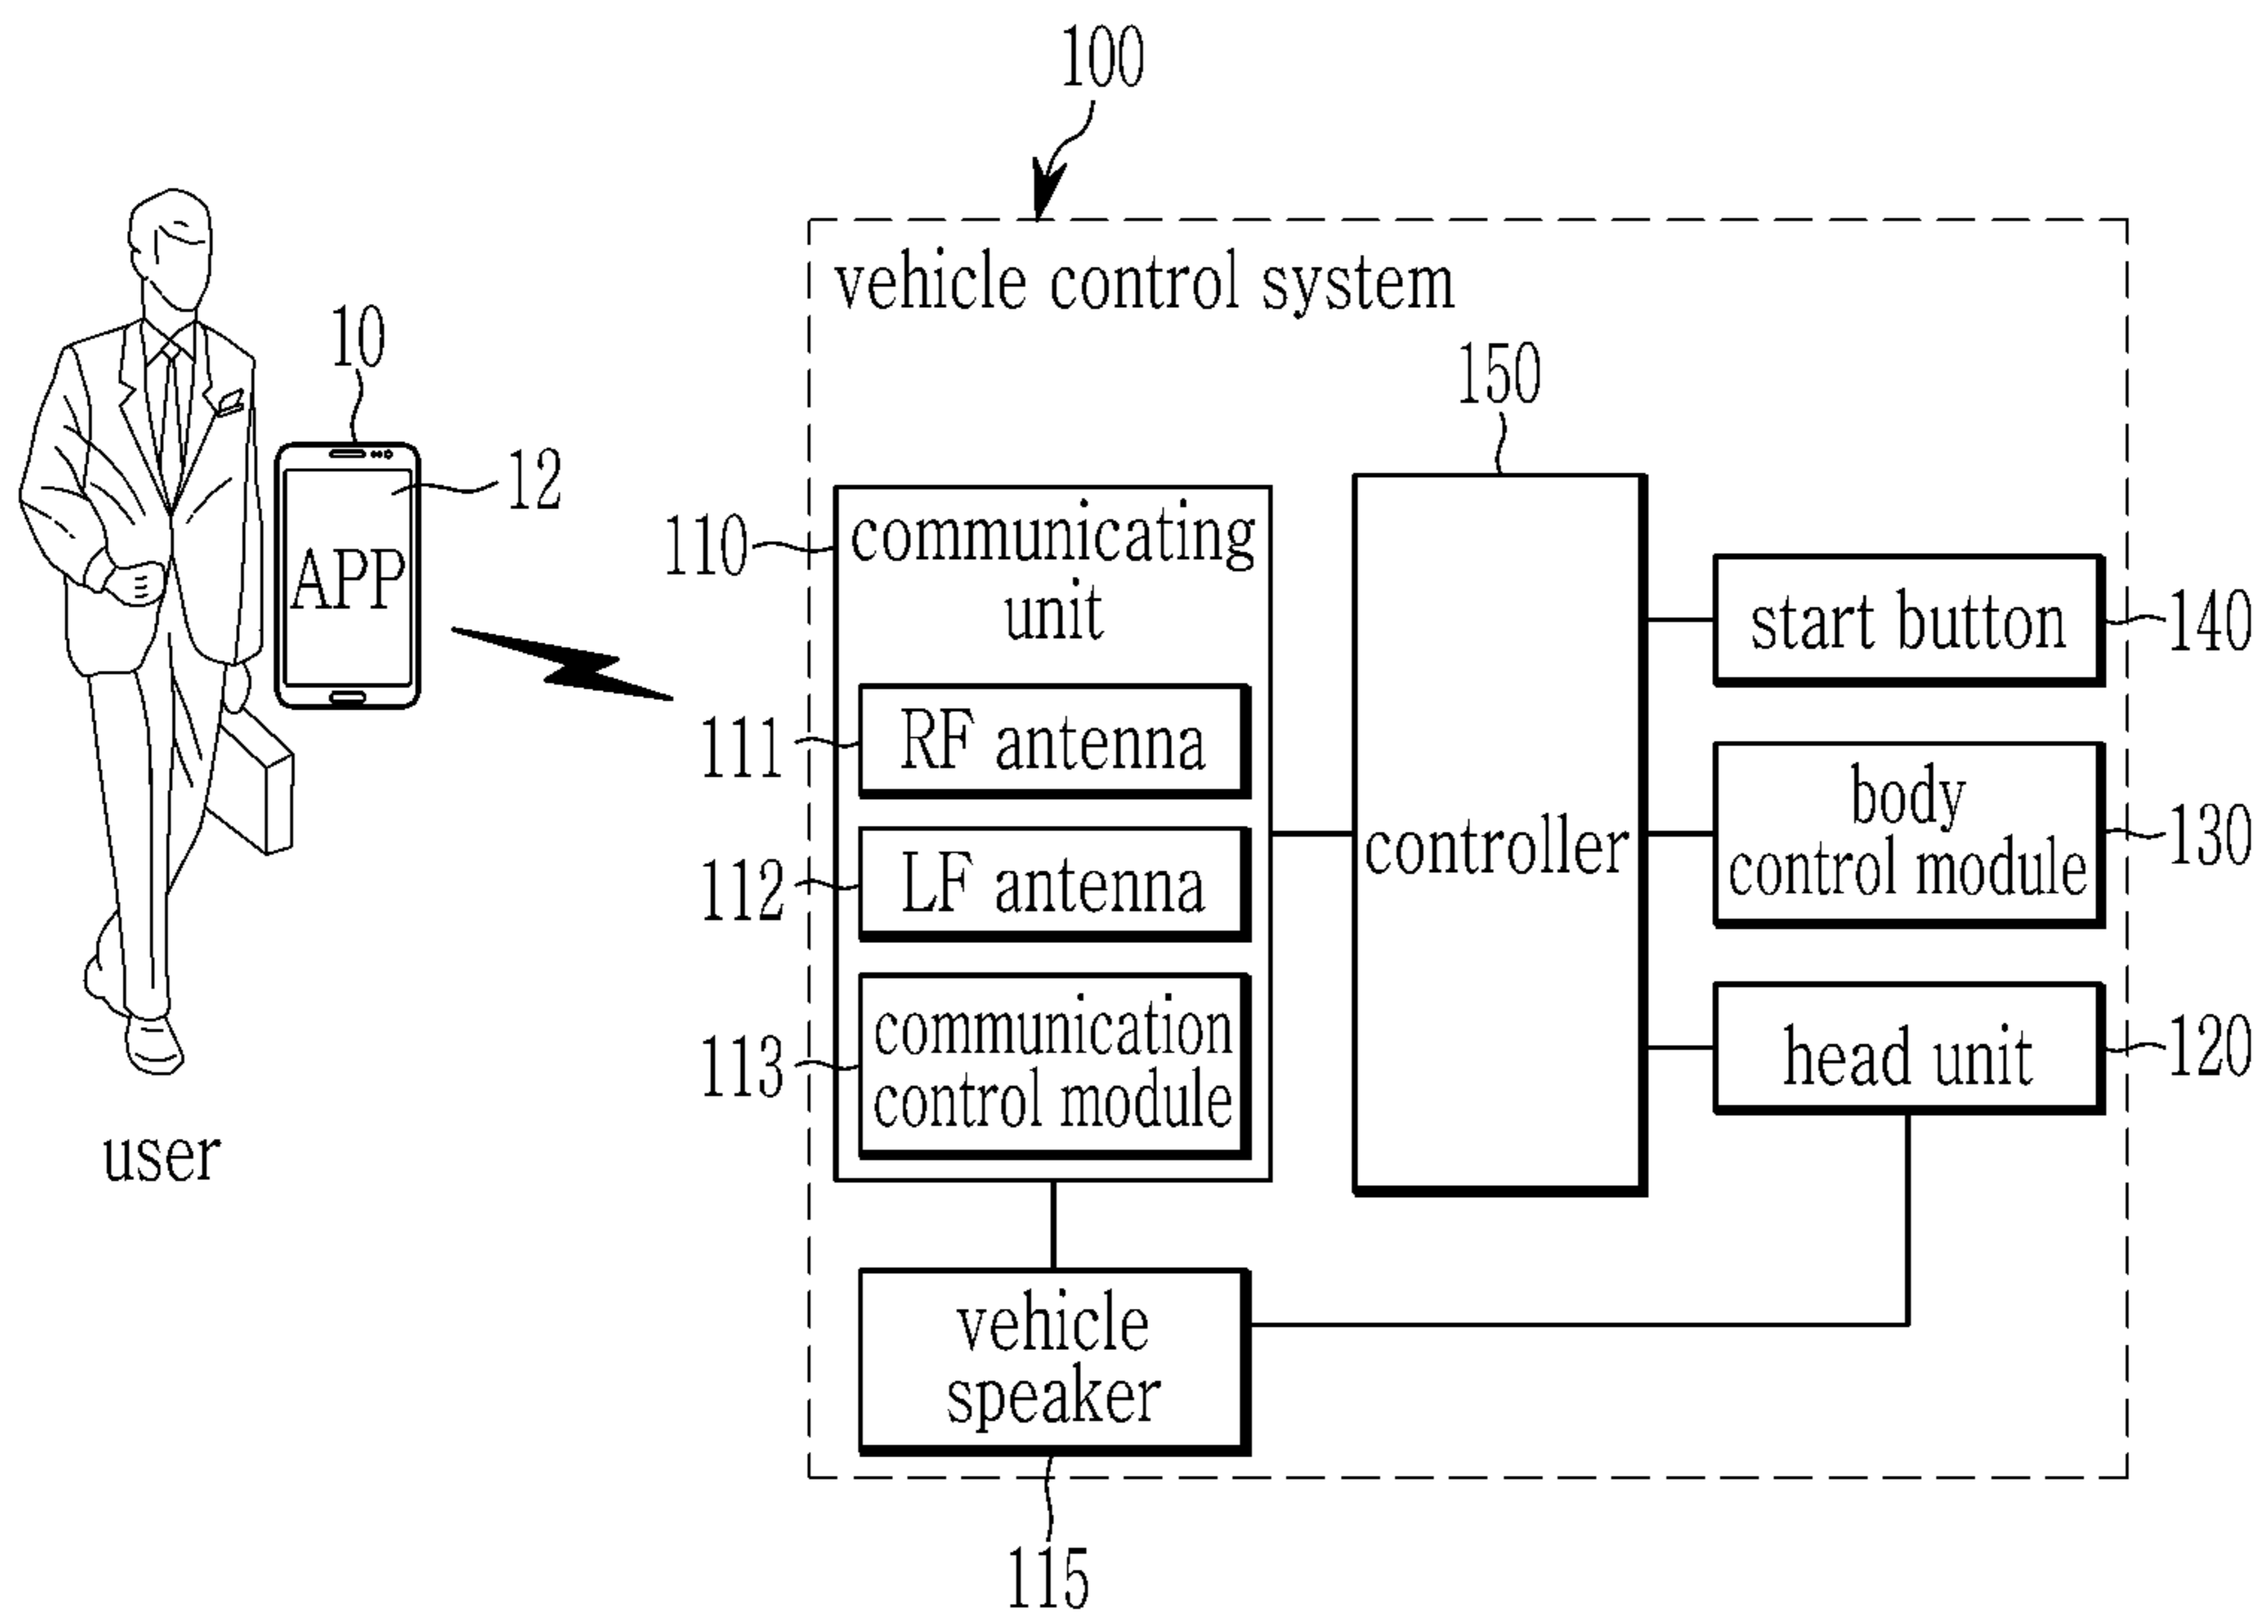 100
vehicle control system
10
12
APP
user
150
110
communicating
unit
111
RF antenna
112
LF antenna
113
communication
control module
controller
start button
140
body
control module
130
head unit
120
vehicle
speaker
115